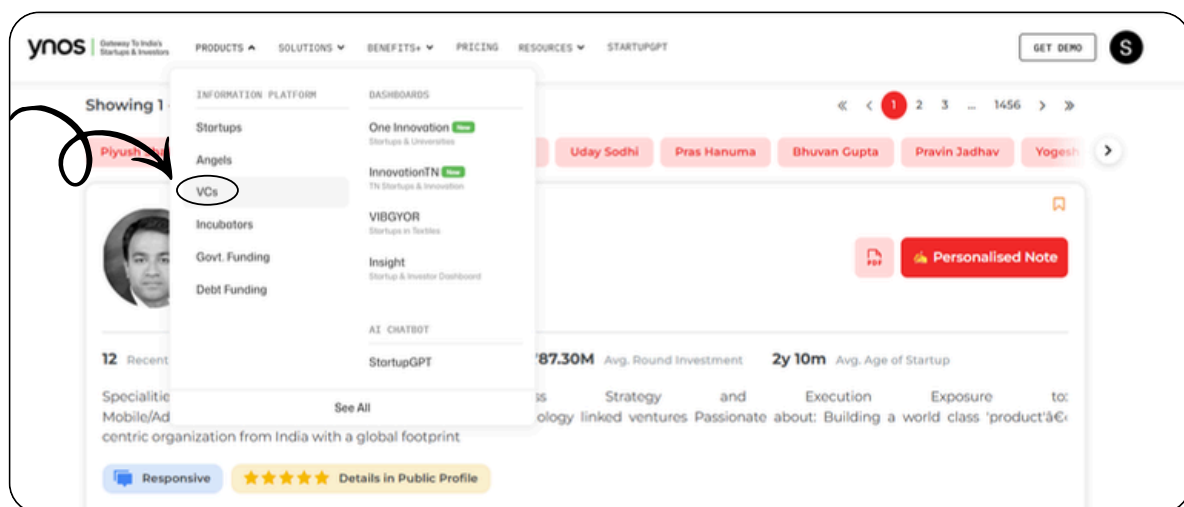 ynos
Gateway To India's
Startups & Investors
PRODUCTS
SOLUTIONS
BENEFITS+
PRICING
RESOURCES
STARTUPGPT
GET DEMO
S
INFORMATION PLATFORM
Startups
Angels
VCs
Incubators
Govt. Funding
Debt Funding
DASHBOARDS
One Innovation New
Startups & Universities
InnovationTN New
TN Startups & Innovation
VIBGYOR
Startups in Textiles
Insight
Startup & Investor Dashboard
AI CHATBOT
StartupGPT
See All
Showing 1
« < 1 2 3 … 1456 > »
Piyush
Uday Sodhi
Pras Hanuma
Bhuvan Gupta
Pravin Jadhav
Yogesh
PDF
Personalised Note
12 Recent
87.30M Avg. Round Investment
2y 10m Avg. Age of Startup
Strategy and Execution Exposure to:
linked ventures Passionate about: Building a world class 'product'â€‹
centric organization from India with a global footprint
Responsive
Details in Public Profile